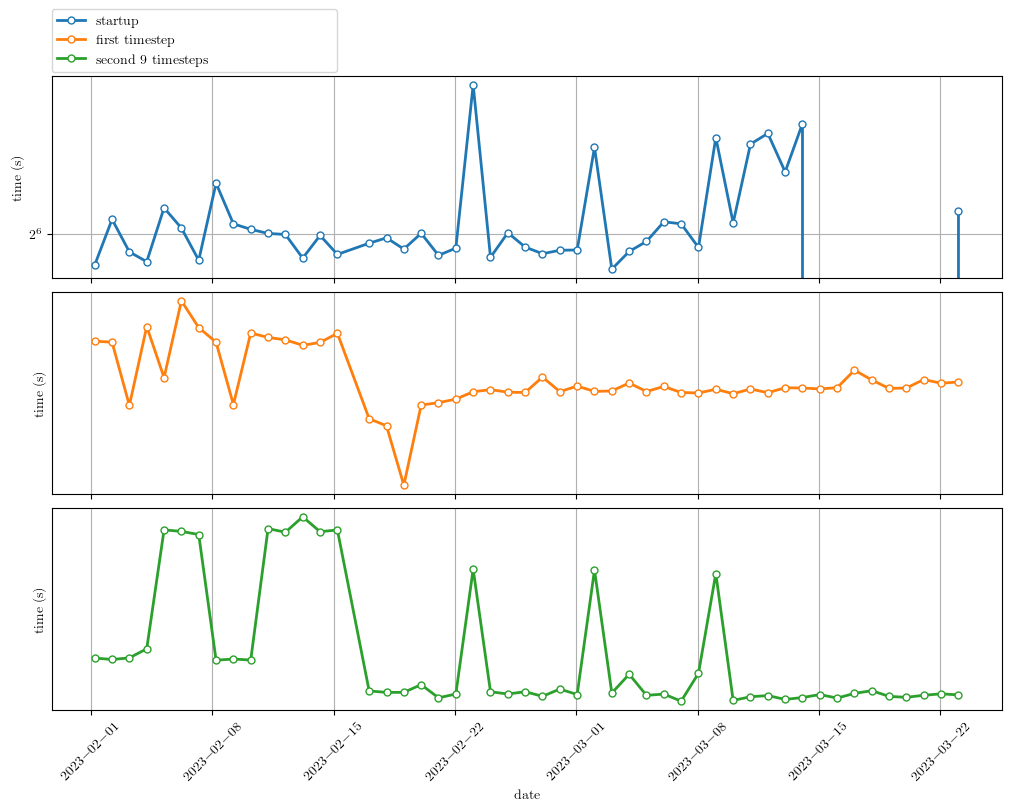 startup
first timestep
second 9 timesteps
time (s)
2⁶
time (s)
time (s)
2023−02−01
2023−02−08
2023−02−15
2023−02−22
2023−03−01
2023−03−08
2023−03−15
2023−03−22
date